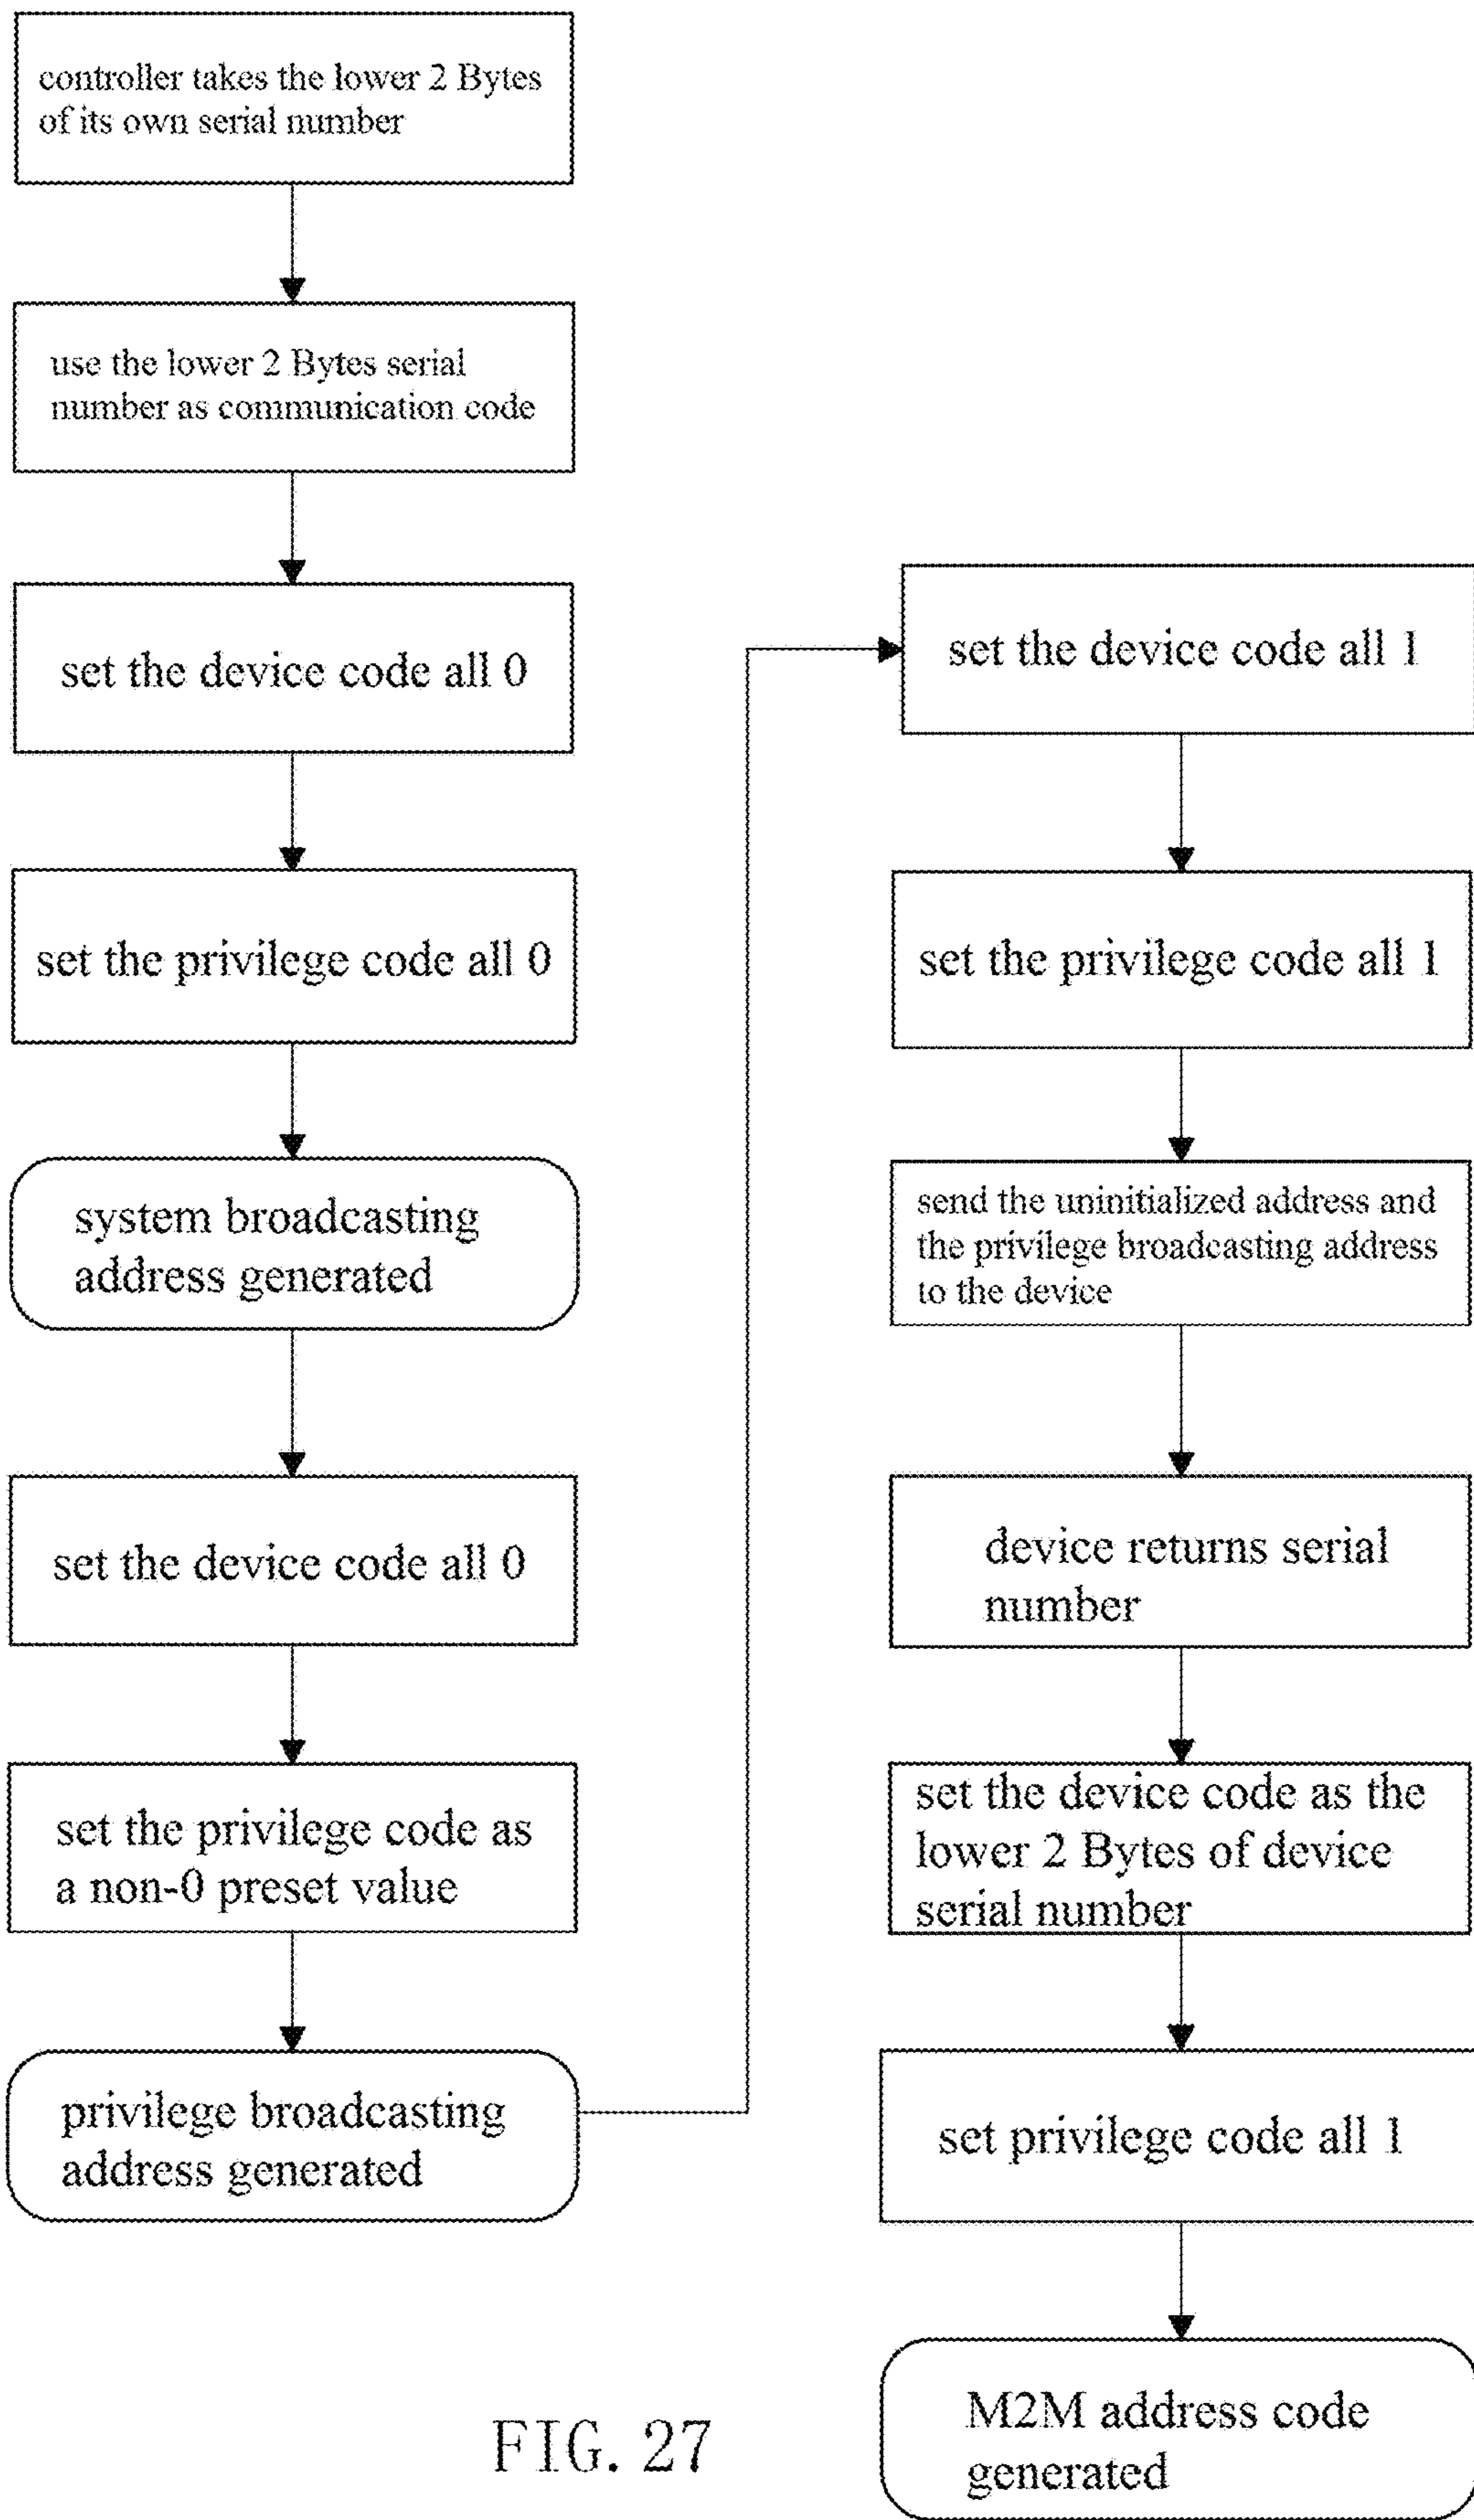 controller takes the lower 2 Bytes
of its own serial number
use the lower 2 Bytes serial
number as communication code
set the device code all 0
set the privilege code all 0
system broadcasting
address generated
set the device code all 0
set the privilege code as
a non-0 preset value
privilege broadcasting
address generated
set the device code all 1
set the privilege code all 1
send the uninitialized address and
the privilege broadcasting address
to the device
device returns serial
number
set the device code as the
lower 2 Bytes of device
serial number
set privilege code all 1
M2M address code
generated
FIG. 27